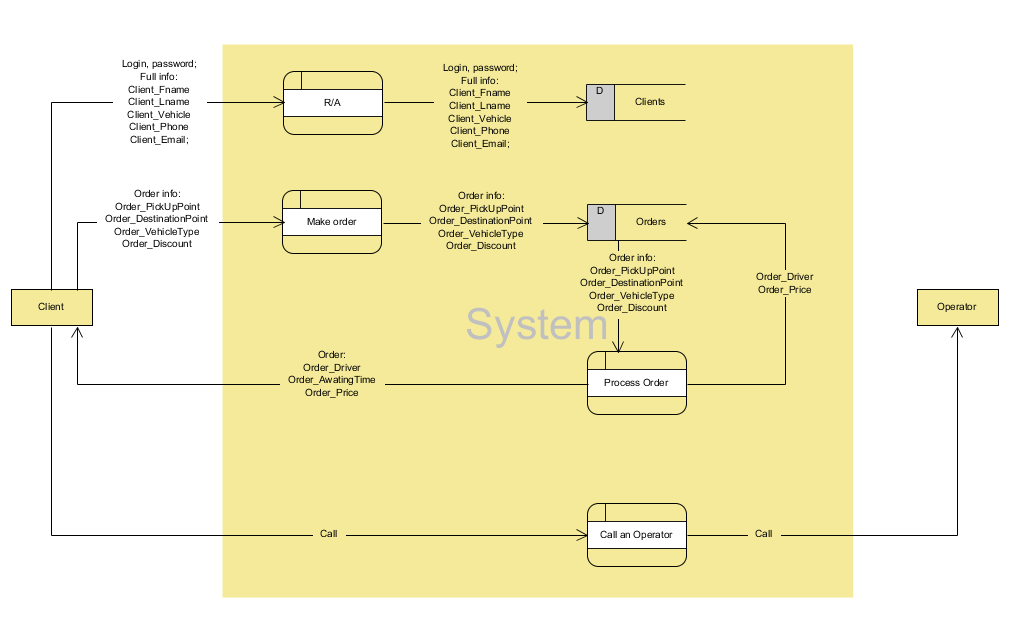 Login, password;
Full info:
Client_Fname
Client_Lname
Client_Vehicle
Client_Phone
Client_Email;
R/A
Login, password;
Full info:
Client_Fname
Client_Lname
Client_Vehicle
Client_Phone
Client_Email;
D
Clients
Order info:
Order_PickUpPoint
Order_DestinationPoint
Order_VehicleType
Order_Discount
Make order
Order info:
Order_PickUpPoint
Order_DestinationPoint
Order_VehicleType
Order_Discount
D
Orders
Order info:
Order_PickUpPoint
Order_DestinationPoint
Order_VehicleType
Order_Discount
Order_Driver
Order_Price
Client
Operator
System
Order:
Order_Driver
Order_AwatingTime
Order_Price
Process Order
Call
Call an Operator
Call